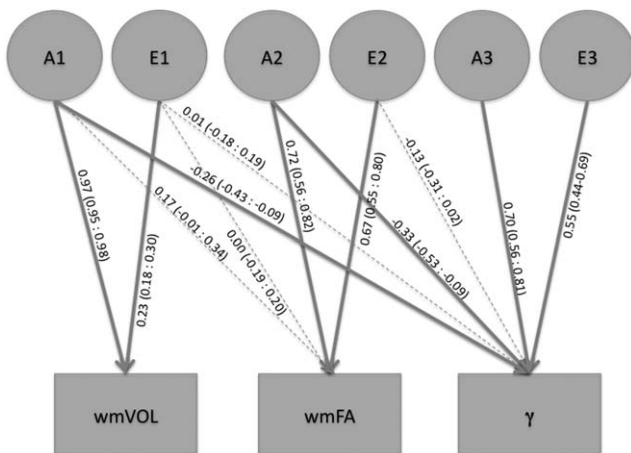 A1
E1
A2
E2
A3
E3
0.97 (0.95 : 0.98)
0.23 (0.18 : 0.30)
0.17 (-0.01 : 0.34)
0.01 (-0.18 : 0.19)
-0.26 (-0.43 : -0.09)
0.00 (-0.19 : 0.20)
0.72 (0.56 : 0.82)
0.67 (0.55 : 0.80)
-0.13 (-0.31 : 0.02)
-0.33 (-0.53 : -0.09)
0.70 (0.56 : 0.81)
0.55 (0.44-0.69)
wmVOL
wmFA
γ